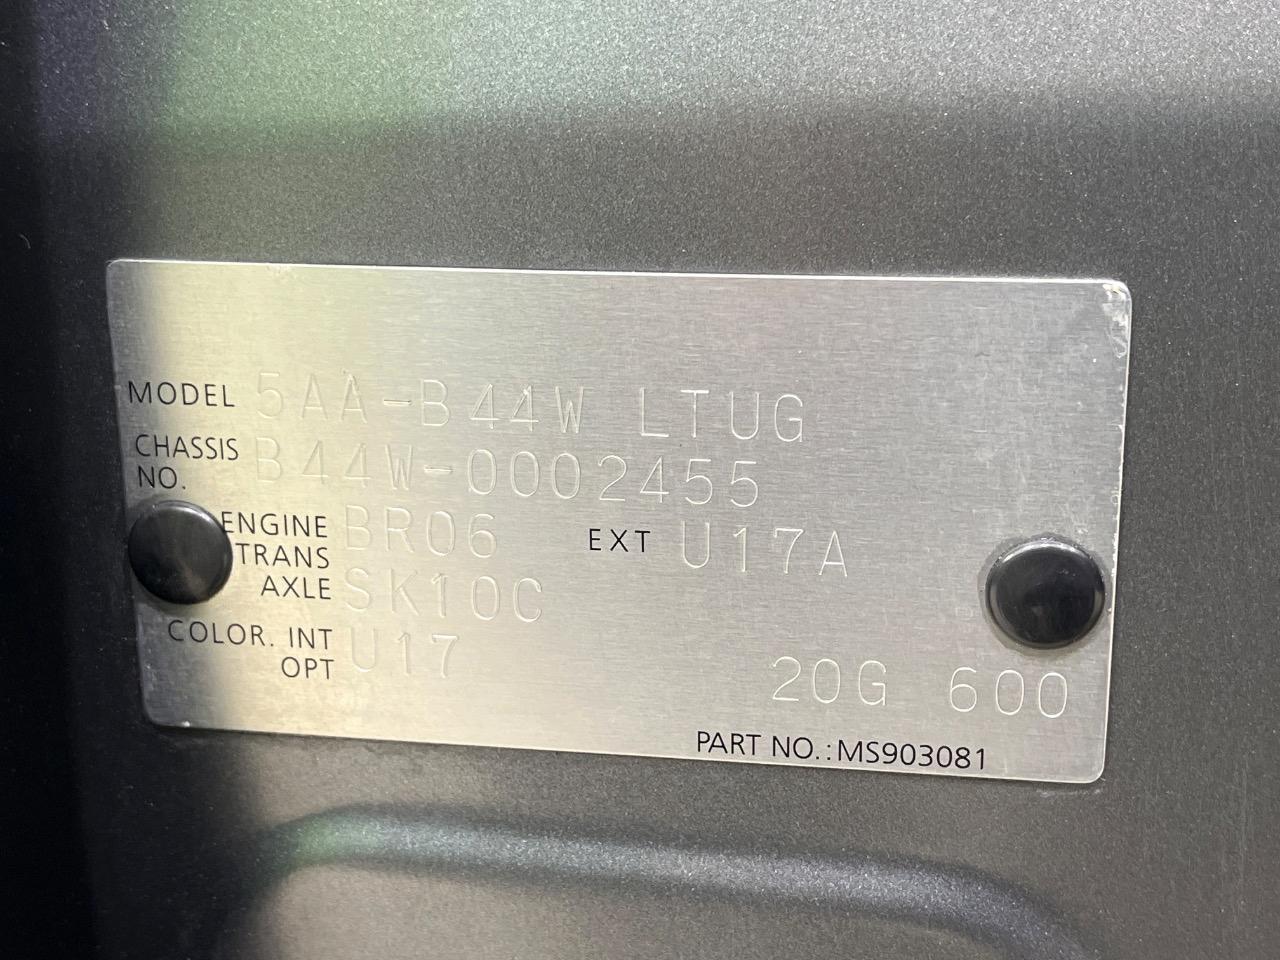 MODEL 5AA-B44W LTUG
CHASSIS NO. B44W-0002455
ENGINE BR06 EXT U17A
TRANS AXLE SK10C
COLOR. INT U17
OPT
20G 600
PART NO.:MS903081